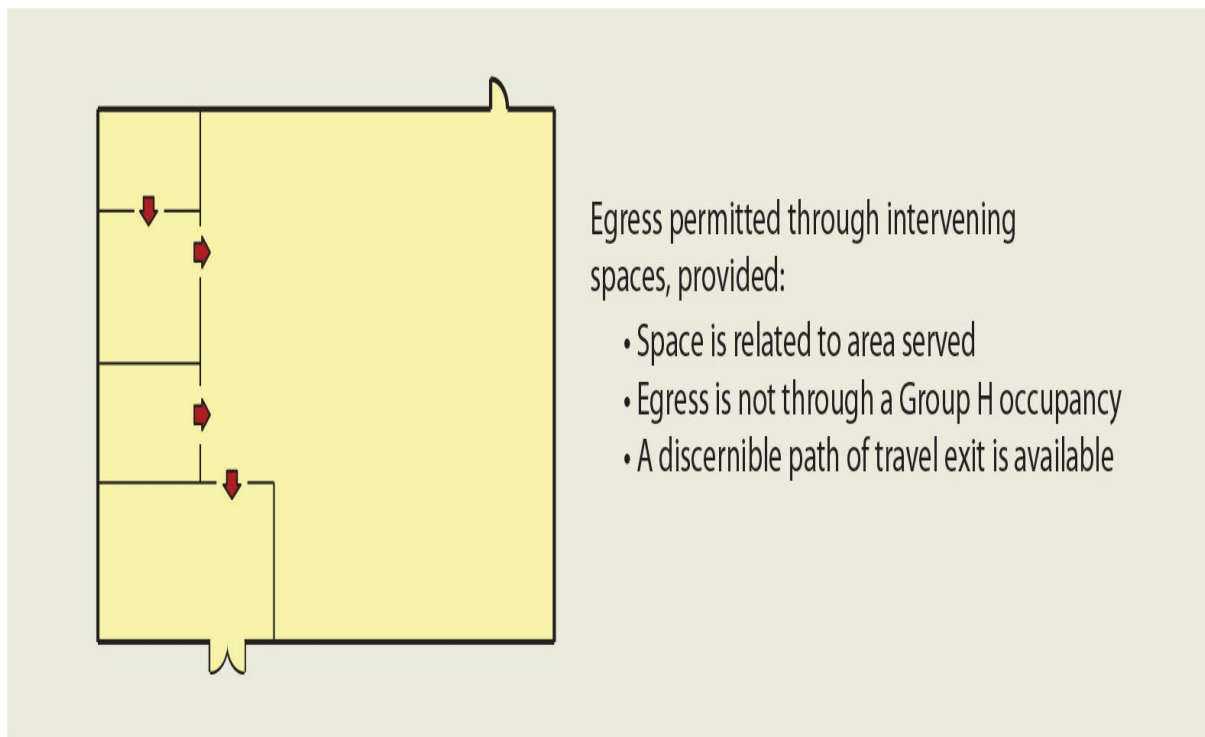 Egress permitted through intervening
spaces, provided:
• Space is related to area served
• Egress is not through a Group H occupancy
• A discernible path of travel exit is available